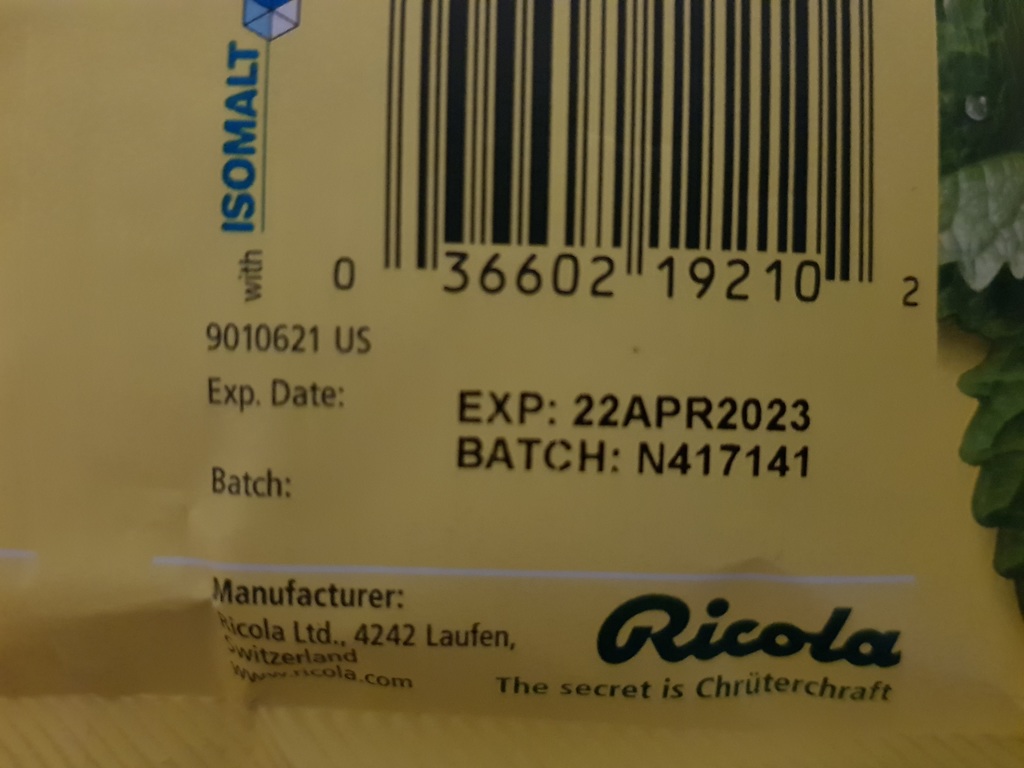 with ISOMALT
0 36602 19210 2
9010621 US
Exp. Date:
EXP: 22APR2023
BATCH: N417141
Batch:
Manufacturer:
Ricola Ltd., 4242 Laufen,
Switzerland
www.ricola.com
Ricola
The secret is Chrüterchraft